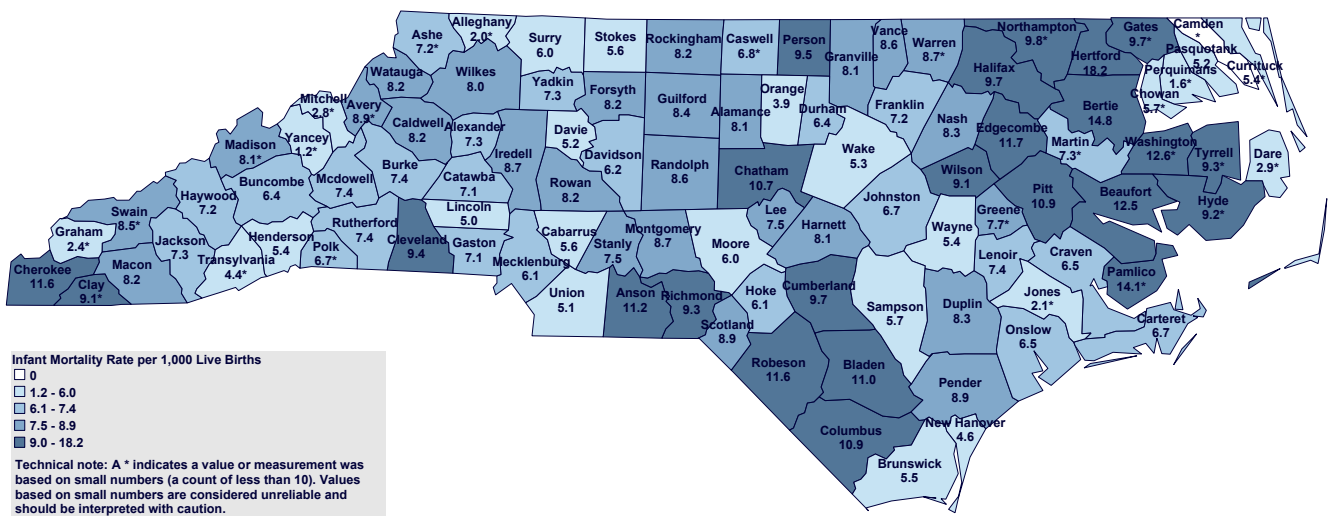 Ashe
7.2*
Alleghany
2.0*
Surry
6.0
Stokes
5.6
Rockingham
8.2
Caswell
6.8*
Person
9.5
Granville
8.1
Vance
8.6
Warren
8.7*
Northampton
9.8*
Halifax
9.7
Hertford
18.2
Gates
9.7*
Camden
*
Pasquotank
5.2
Currituck
5.4*
Perquimans
1.6*
Chowan
5.7*
Bertie
14.8
Watauga
8.2
Wilkes
8.0
Yadkin
7.3
Forsyth
8.2
Guilford
8.4
Alamance
8.1
Orange
3.9
Durham
6.4
Franklin
7.2
Nash
8.3
Edgecombe
11.7
Martin
7.3*
Washington
12.6*
Tyrrell
9.3*
Dare
2.9*
Mitchell
2.8*
Avery
8.9*
Caldwell
8.2
Alexander
7.3
Iredell
8.7
Davie
5.2
Davidson
6.2
Randolph
8.6
Chatham
10.7
Wake
5.3
Wilson
9.1
Pitt
10.9
Beaufort
12.5
Hyde
9.2*
Madison
8.1*
Yancey
1.2*
Burke
7.4
Catawba
7.1
Rowan
8.2
Buncombe
6.4
Mcdowell
7.4
Haywood
7.2
Swain
8.5*
Graham
2.4*
Jackson
7.3
Henderson
5.4
Transylvania
4.4*
Polk
6.7*
Rutherford
7.4
Cleveland
9.4
Lincoln
5.0
Gaston
7.1
Mecklenburg
6.1
Cabarrus
5.6
Stanly
7.5
Montgomery
8.7
Moore
6.0
Lee
7.5
Harnett
8.1
Johnston
6.7
Wayne
5.4
Greene
7.7*
Lenoir
7.4
Craven
6.5
Pamlico
14.1*
Cherokee
11.6
Clay
9.1*
Macon
8.2
Union
5.1
Anson
11.2
Richmond
9.3
Scotland
8.9
Hoke
6.1
Cumberland
9.7
Sampson
5.7
Duplin
8.3
Jones
2.1*
Onslow
6.5
Carteret
6.7
Robeson
11.6
Bladen
11.0
Pender
8.9
Columbus
10.9
New Hanover
4.6
Brunswick
5.5
Infant Mortality Rate per 1,000 Live Births
0
1.2 - 6.0
6.1 - 7.4
7.5 - 8.9
9.0 - 18.2
Technical note: A * indicates a value or measurement was
based on small numbers (a count of less than 10). Values
based on small numbers are considered unreliable and
should be interpreted with caution.